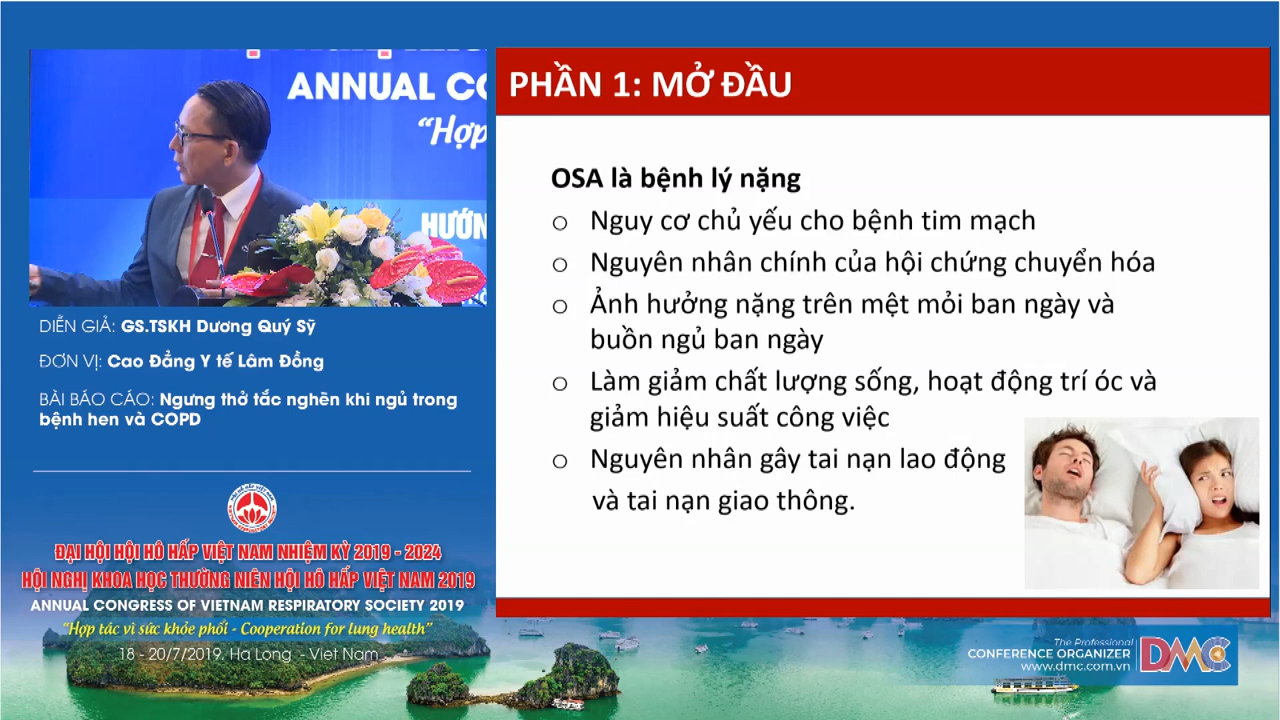 ANNUAL CO
“Hợp
HƯỚN
DIỄN GIẢ: GS.TSKH Dương Quý Sỹ
ĐƠN VỊ: Cao Đẳng Y tế Lâm Đồng
BÀI BÁO CÁO: Ngưng thở tắc nghẽn khi ngủ trong
bệnh hen và COPD
ĐẠI HỘI HỘI HÔ HẤP VIỆT NAM NHIỆM KỲ 2019 - 2024
HỘI NGHỊ KHOA HỌC THƯỜNG NIÊN HỘI HÔ HẤP VIỆT NAM 2019
ANNUAL CONGRESS OF VIETNAM RESPIRATORY SOCIETY 2019
“Hợp tác vì sức khỏe phổi - Cooperation for lung health”
18 - 20/7/2019. Ha Long - Viet Nam
PHẦN 1: MỞ ĐẦU
OSA là bệnh lý nặng
o Nguy cơ chủ yếu cho bệnh tim mạch
o Nguyên nhân chính của hội chứng chuyển hóa
o Ảnh hưởng nặng trên mệt mỏi ban ngày và
buồn ngủ ban ngày
o Làm giảm chất lượng sống, hoạt động trí óc và
giảm hiệu suất công việc
o Nguyên nhân gây tai nạn lao động
và tai nạn giao thông.
The Professional
CONFERENCE ORGANIZER
www.dmc.com.vn
DMC